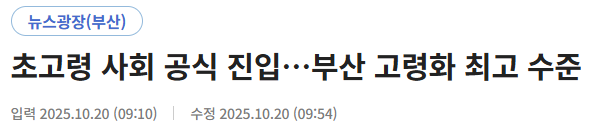 뉴스광장(부산)
초고령 사회 공식 진입…부산 고령화 최고 수준
입력 2025.10.20 (09:10) | 수정 2025.10.20 (09:54)